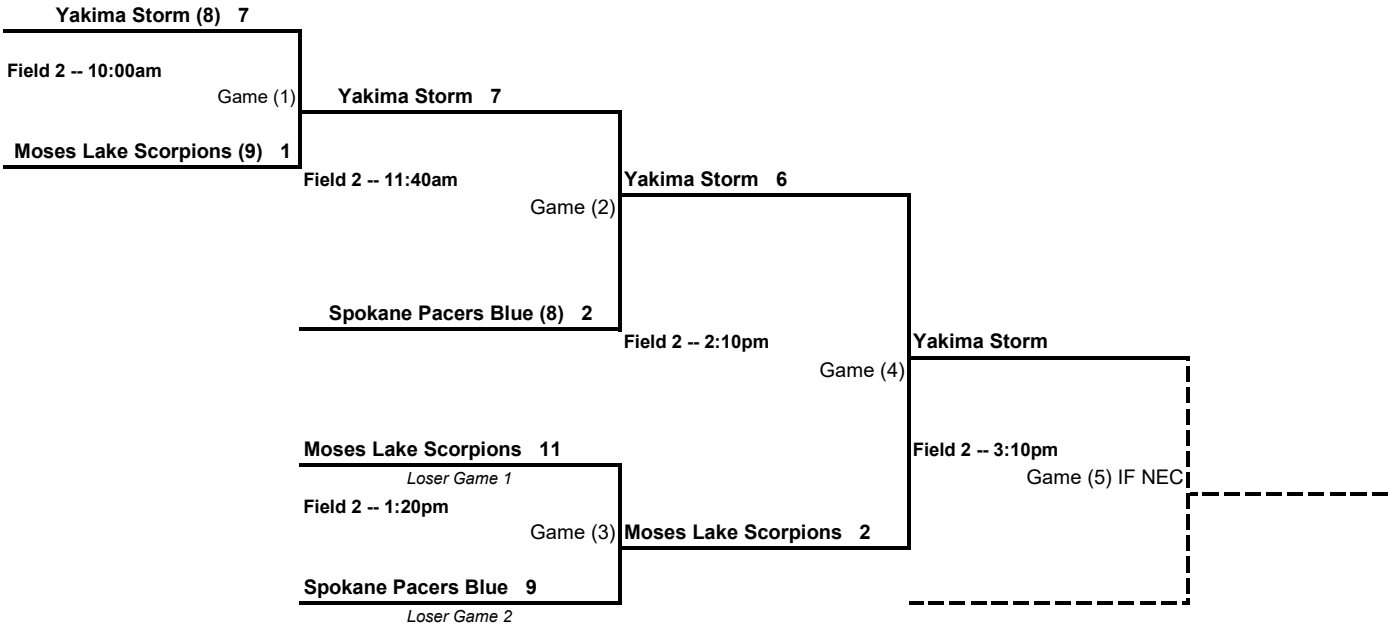 Yakima Storm (8) 7
Field 2 -- 10:00am
Game (1)
Yakima Storm 7
Moses Lake Scorpions (9) 1
Field 2 -- 11:40am
Yakima Storm 6
Game (2)
Spokane Pacers Blue (8) 2
Field 2 -- 2:10pm
Yakima Storm
Game (4)
Moses Lake Scorpions 11
Loser Game 1
Field 2 -- 3:10pm
Game (5) IF NEC
Field 2 -- 1:20pm
Game (3)
Moses Lake Scorpions 2
Spokane Pacers Blue 9
Loser Game 2